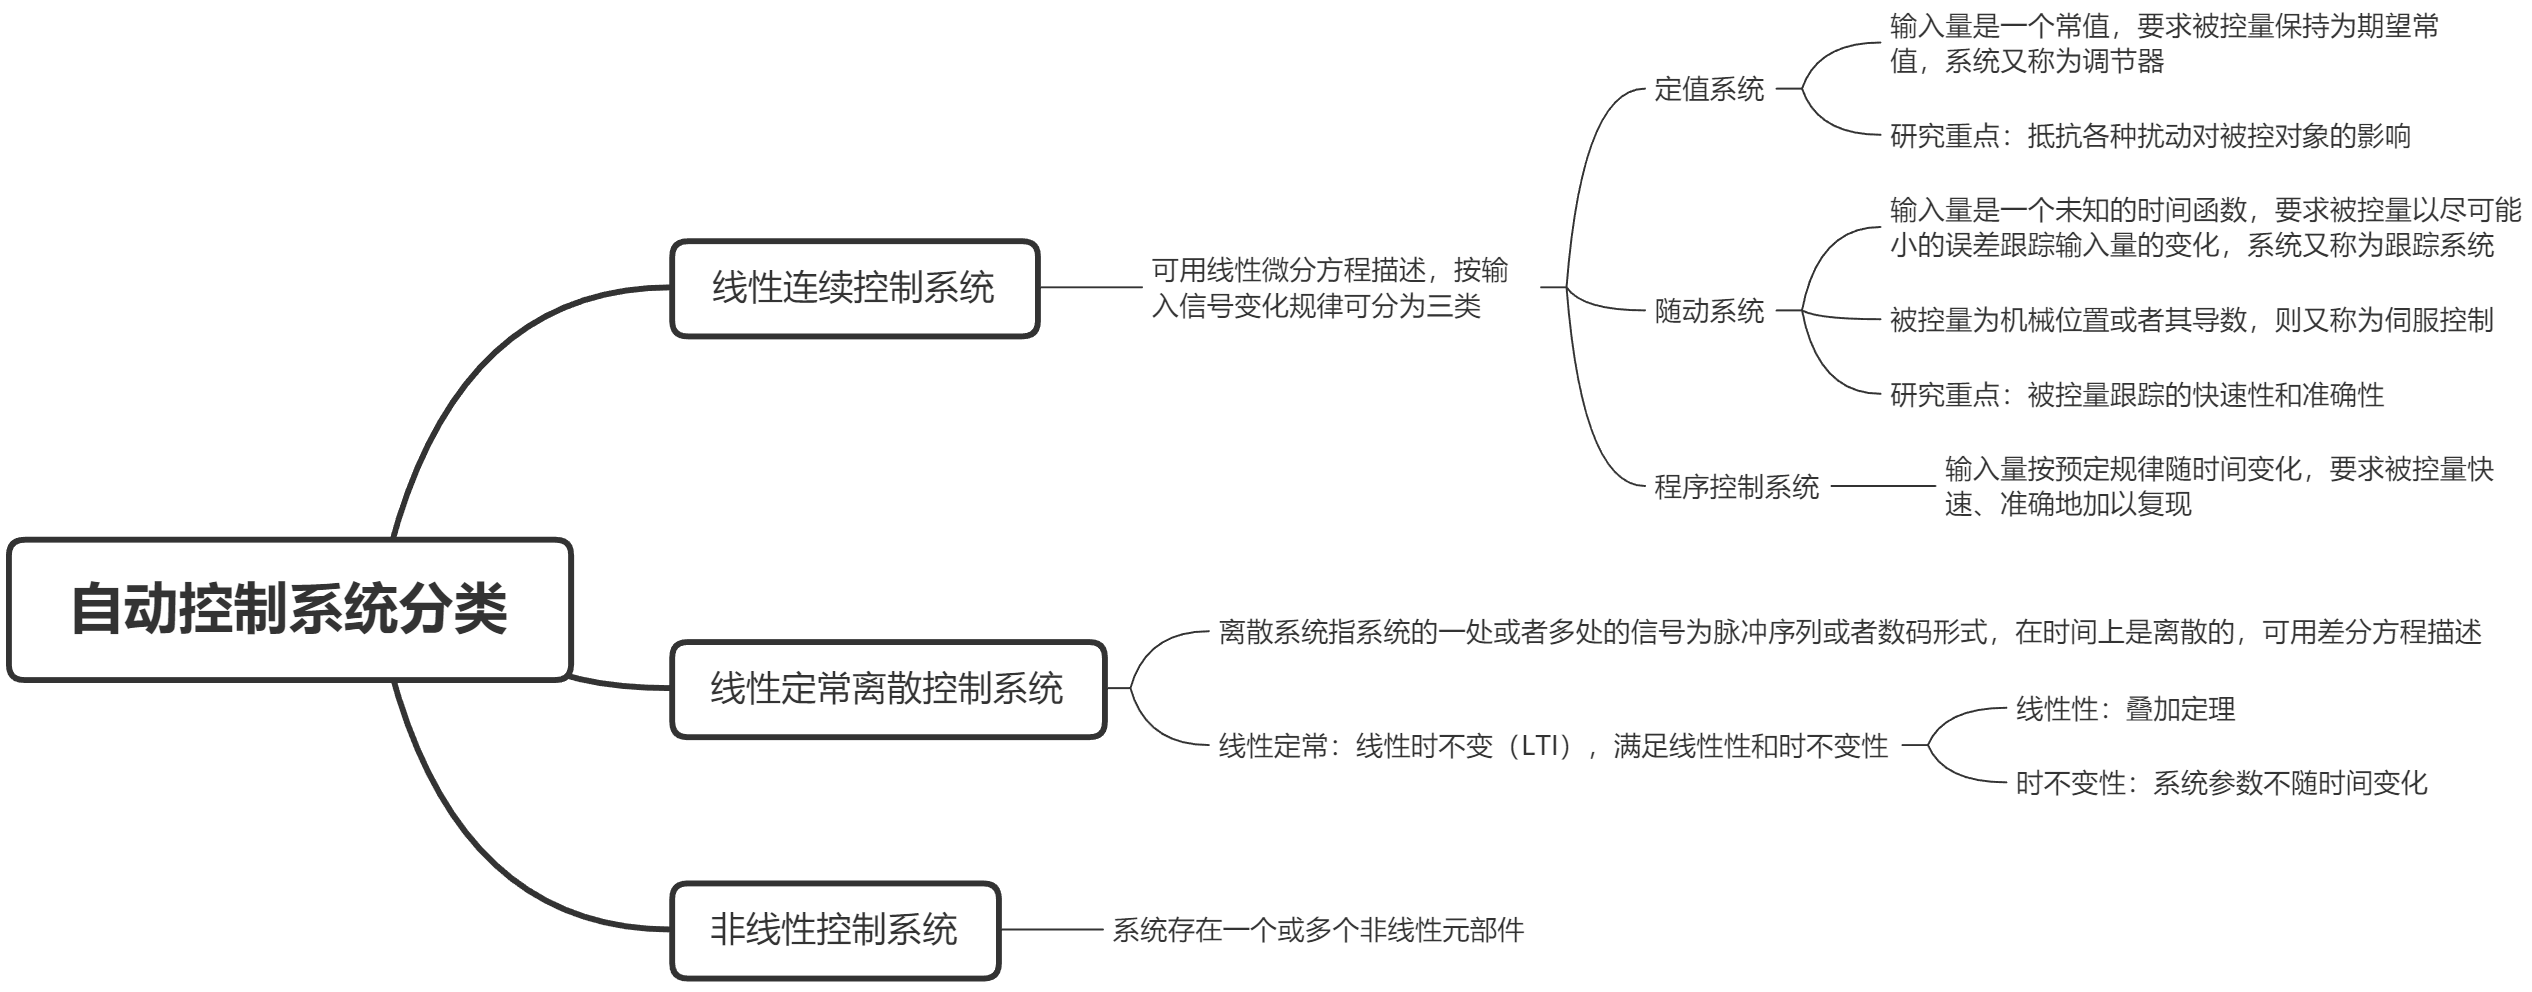 自动控制系统分类
线性连续控制系统
可用线性微分方程描述，按输
入信号变化规律可分为三类
定值系统
输入量是一个常值，要求被控量保持为期望常
值，系统又称为调节器
研究重点：抵抗各种扰动对被控对象的影响
随动系统
输入量是一个未知的时间函数，要求被控量以尽可能
小的误差跟踪输入量的变化，系统又称为跟踪系统
被控量为机械位置或者其导数，则又称为伺服控制
研究重点：被控量跟踪的快速性和准确性
程序控制系统
输入量按预定规律随时间变化，要求被控量快
速、准确地加以复现
线性定常离散控制系统
离散系统指系统的一处或者多处的信号为脉冲序列或者数码形式，在时间上是离散的，可用差分方程描述
线性定常：线性时不变（LTI），满足线性性和时不变性
线性性：叠加定理
时不变性：系统参数不随时间变化
非线性控制系统
系统存在一个或多个非线性元部件